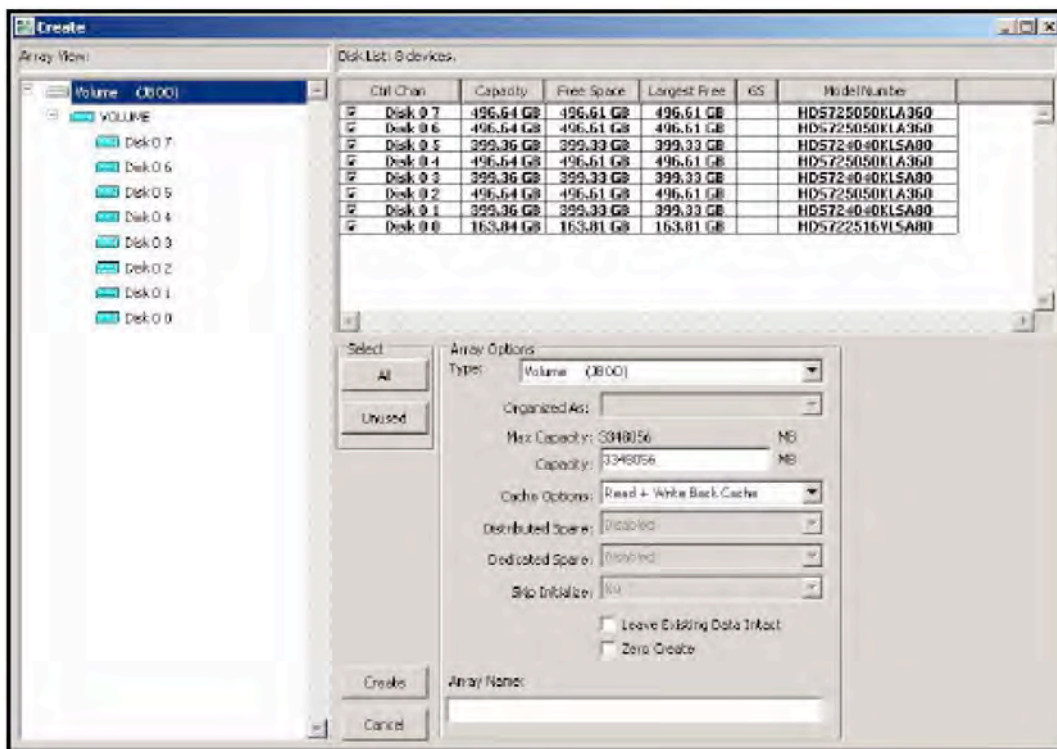 Create
Array View:
Disk List: 8 devices.
Volume (JBOD)
VOLUME
Disk 0 7
Disk 0 6
Disk 0 5
Disk 0 4
Disk 0 3
Disk 0 2
Disk 0 1
Disk 0 0
Ctrl Chan Capacity Free Space Largest Free GS Model Number
Disk 0 7 496.64 GB 496.61 GB 496.61 GB HDS725050KLA360
Disk 0 6 496.64 GB 496.61 GB 496.61 GB HDS725050KLA360
Disk 0 5 399.36 GB 399.33 GB 399.33 GB HDS724040KLSA80
Disk 0 4 496.64 GB 496.61 GB 496.61 GB HDS725050KLA360
Disk 0 3 399.36 GB 399.33 GB 399.33 GB HDS724040KLSA80
Disk 0 2 496.64 GB 496.61 GB 496.61 GB HDS725050KLA360
Disk 0 1 399.36 GB 399.33 GB 399.33 GB HDS724040KLSA80
Disk 0 0 163.84 GB 163.81 GB 163.81 GB HDS722516VLSA80
Select
All
Unused
Create
Cancel
Array Options
Type: Volume (JBOD)
Organized As:
Max Capacity: 3348056 MB
Capacity: 3348056 MB
Cache Options: Read + Write Back Cache
Distributed Spare: Disabled
Dedicated Spare: Disabled
Skip Initialize: No
Leave Existing Data Intact
Zero Create
Array Name: